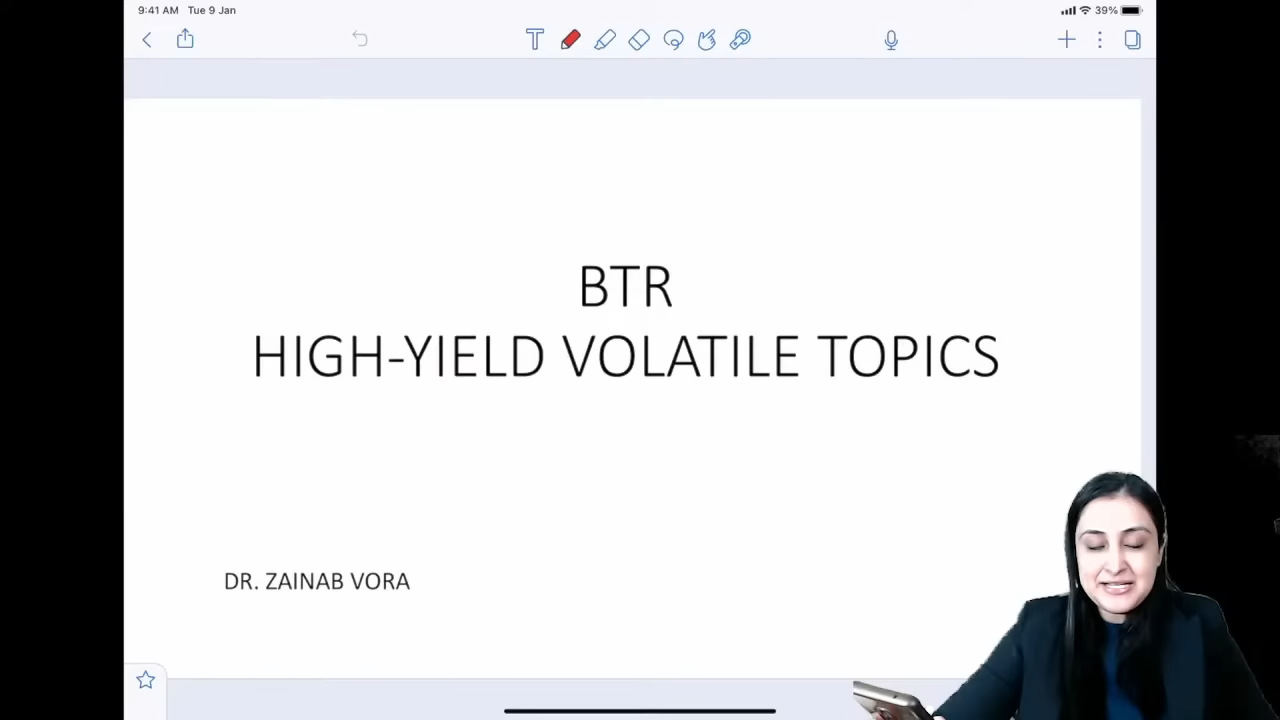 9:41 AM Tue 9 Jan
39%
T
BTR
HIGH-YIELD VOLATILE TOPICS
DR. ZAINAB VORA